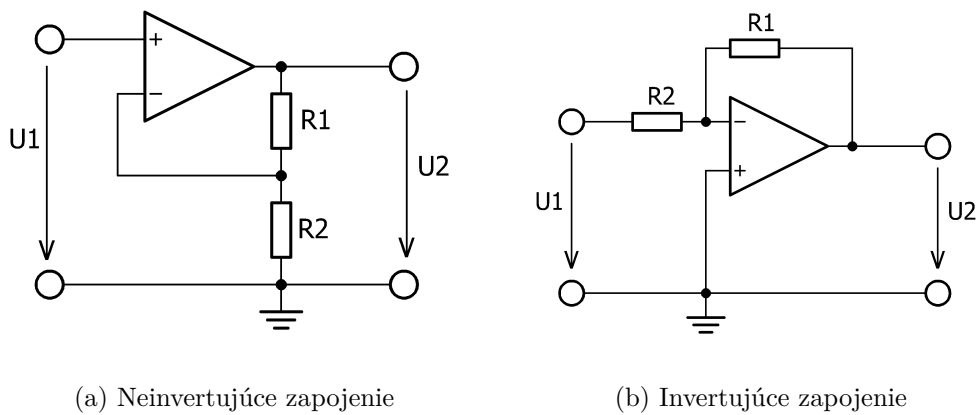 +
−
R1
U1
U2
R2
R1
R2
−
+
U1
U2
(a) Neinvertujúce zapojenie
(b) Invertujúce zapojenie